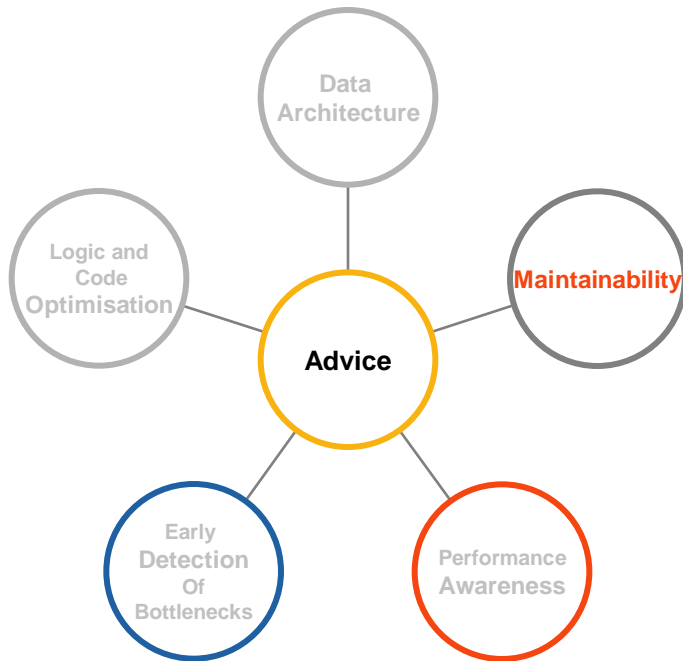 Data
Architecture
Logic and
Code
Optimisation
Maintainability
Advice
Early
Detection
Of
Bottlenecks
Performance
Awareness